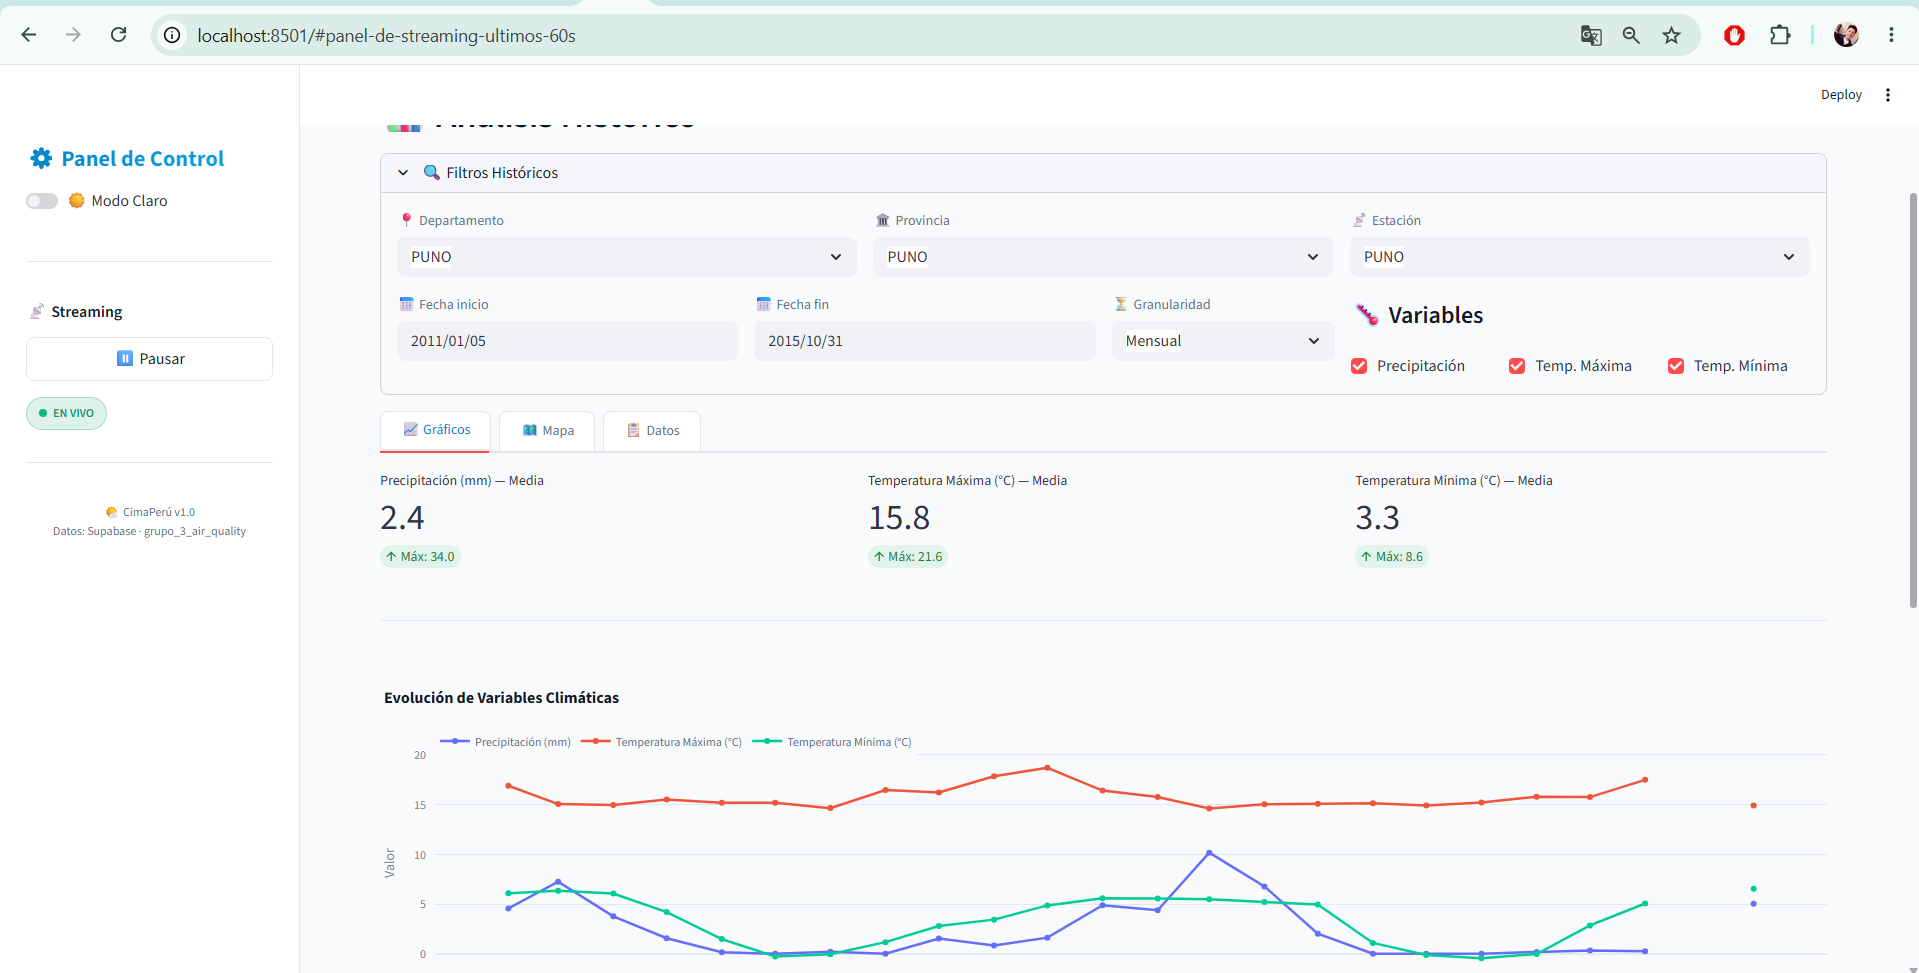 localhost:8501/#panel-de-streaming-ultimos-60s
Deploy
Panel de Control
Modo Claro
Streaming
Pausar
EN VIVO
CimaPerú v1.0
Datos: Supabase · grupo_3_air_quality
Análisis Histórico
Filtros Históricos
Departamento
Provincia
Estación
PUNO
PUNO
PUNO
Fecha inicio
Fecha fin
Granularidad
Variables
2011/01/05
2015/10/31
Mensual
Precipitación
Temp. Máxima
Temp. Mínima
Gráficos
Mapa
Datos
Precipitación (mm) — Media
Temperatura Máxima (°C) — Media
Temperatura Mínima (°C) — Media
2.4
15.8
3.3
↑ Máx: 34.0
↑ Máx: 21.6
↑ Máx: 8.6
Evolución de Variables Climáticas
Precipitación (mm)
Temperatura Máxima (°C)
Temperatura Mínima (°C)
20
15
10
5
0
Valor